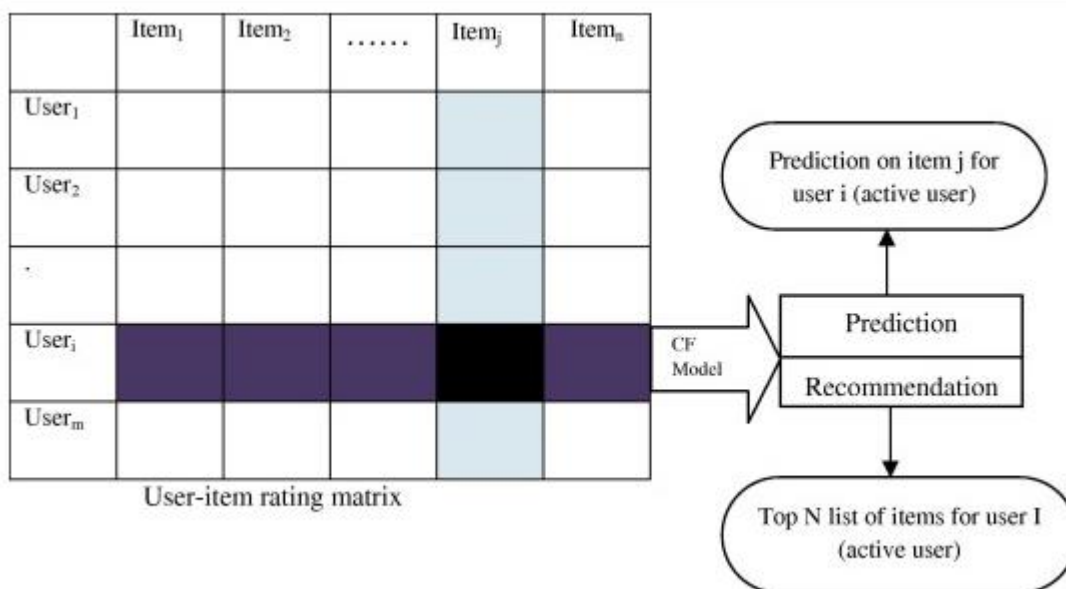 Item₁ Item₂ ...... Itemⱼ Itemₙ
User₁
User₂
.
Userᵢ
Userₘ
User-item rating matrix
CF
Model
Prediction on item j for
user i (active user)
Prediction
Recommendation
Top N list of items for user I
(active user)